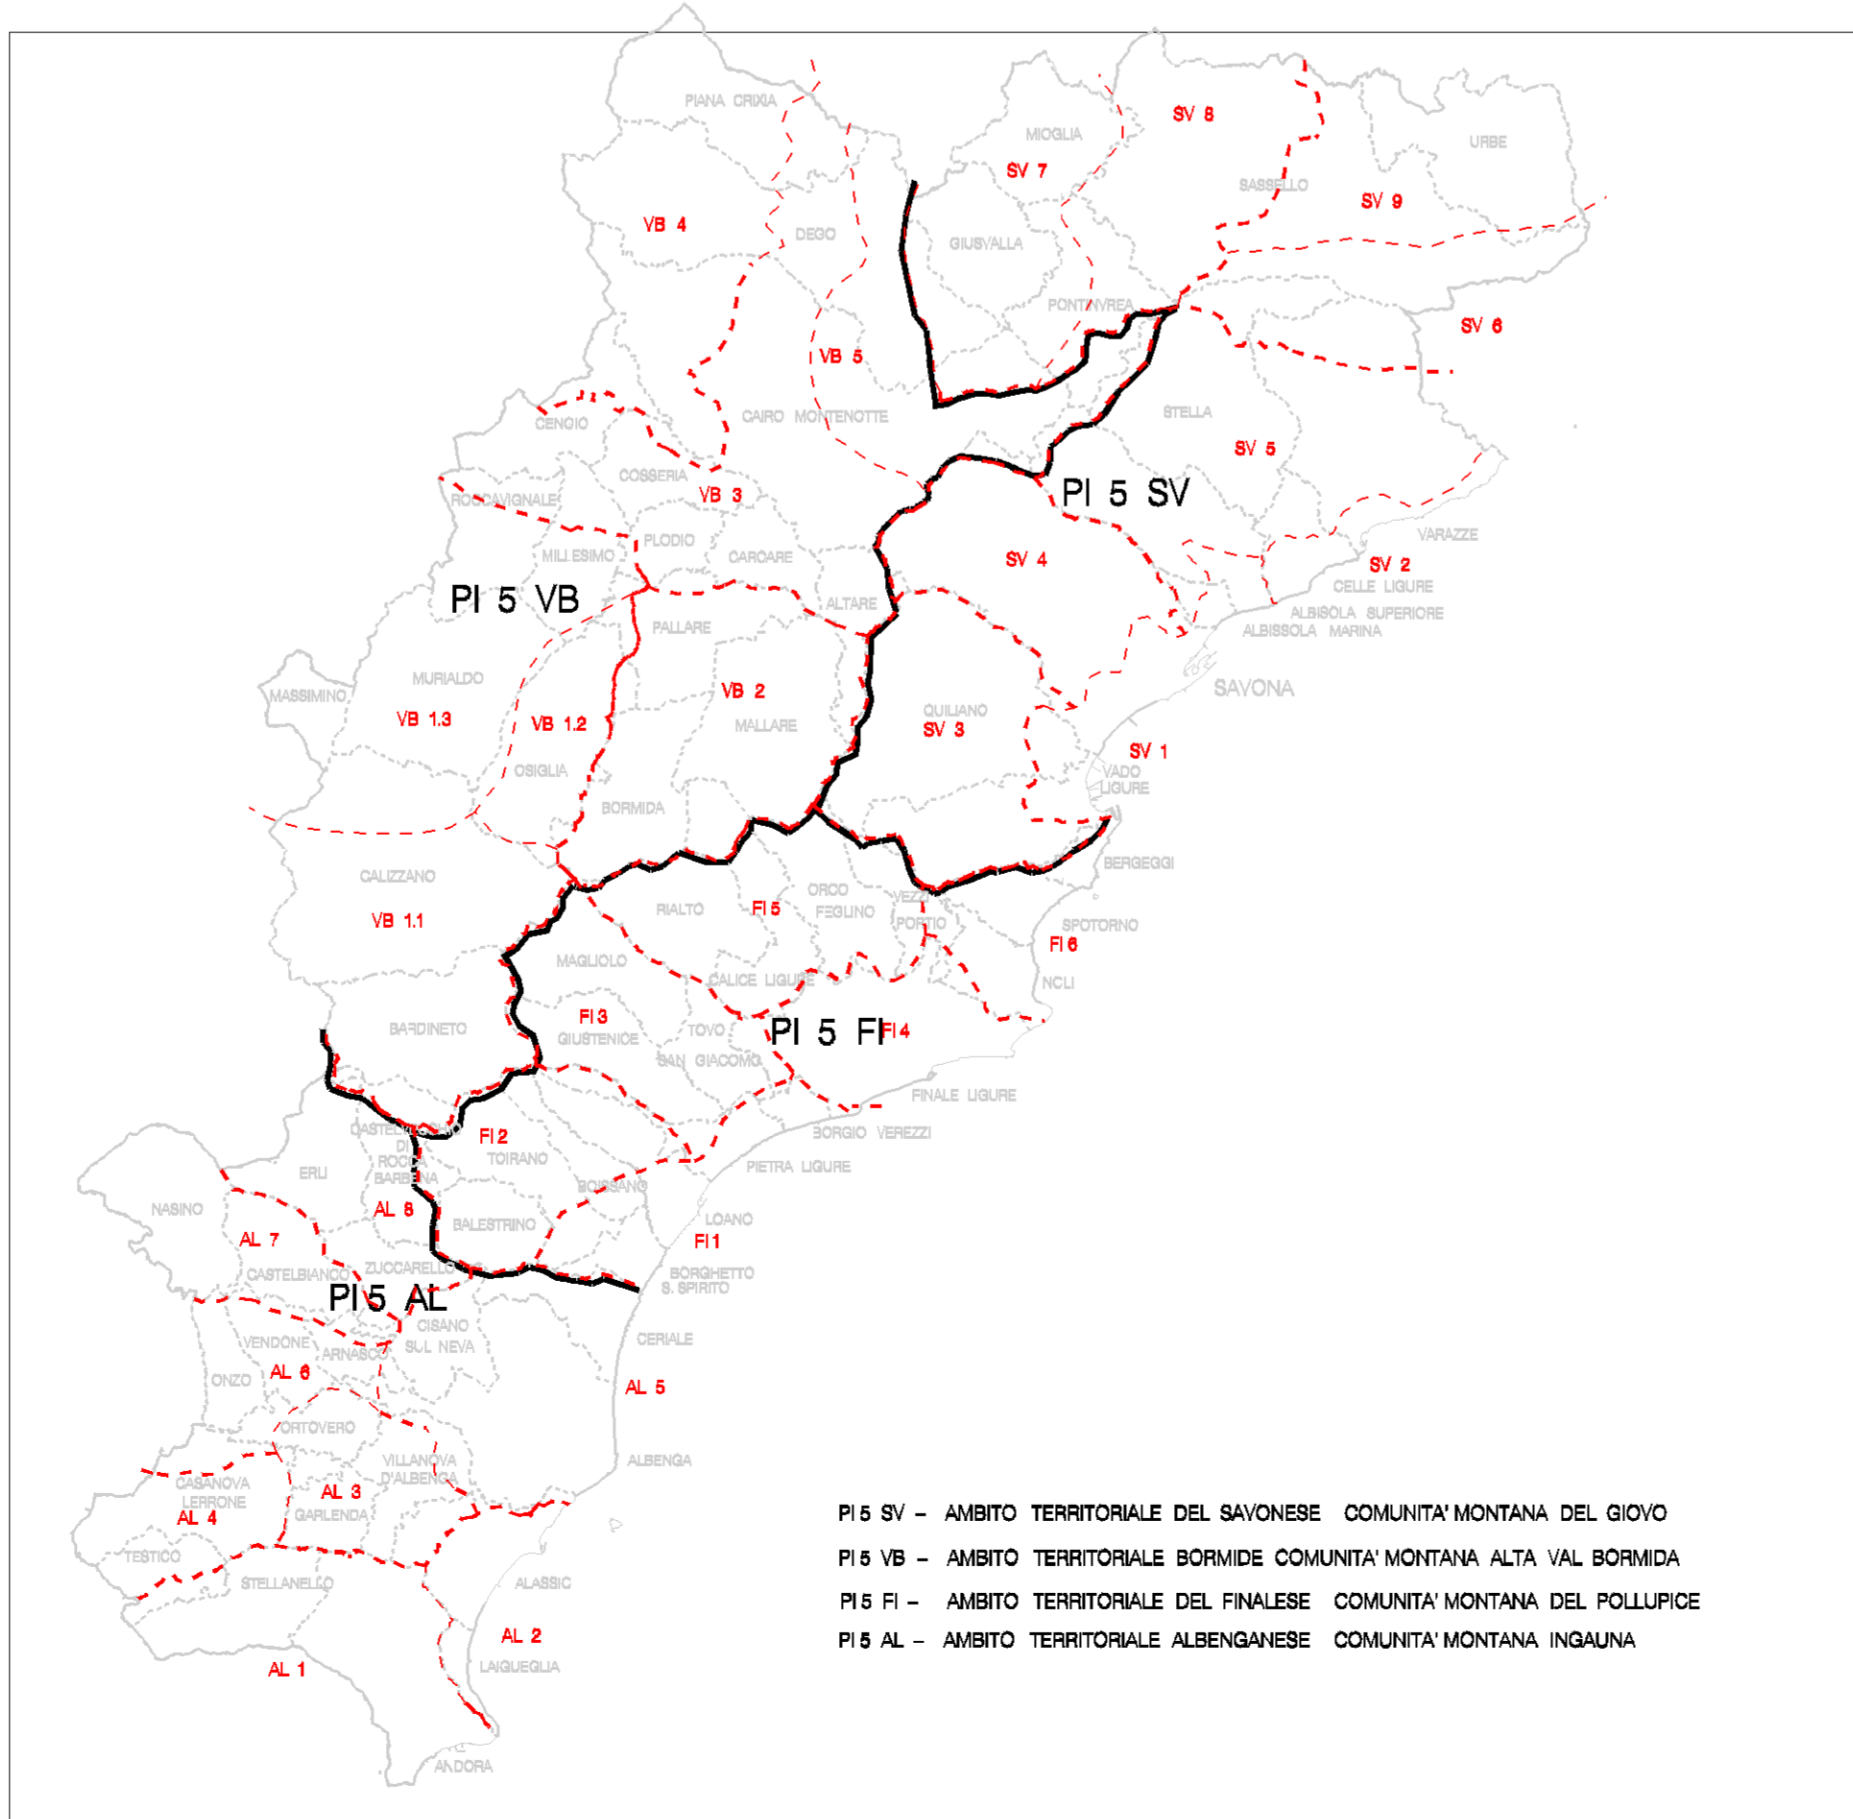 PIANA CRIXIA
MIOGLIA
SV 8
URBE
SV 7
SASSELLO
SV 9
VB 4
DEGO
GIUSVALLA
PONTINVREA
SV 6
VB 5
CAIRO MONTENOTTE
STELLA
CENGIO
SV 5
COSSERIA
ROCCAVIGNALE
VB 3
PI 5 SV
VARAZZE
PLODIO
MILLESIMO
CARCARE
SV 4
SV 2
CELLE LIGURE
PI 5 VB
ALTARE
ALBISOLA SUPERIORE
PALLARE
ALBISSOLA MARINA
MURIALDO
MASSIMINO
VB 2
SAVONA
QUILIANO
VB 1.3
VB 1.2
MALLARE
SV 3
SV 1
OSIGLIA
VADO
LIGURE
BORMIDA
BERGEGGI
CALIZZANO
ORCO
FEGLINO
VEZZI
PORTIO
RIALTO
FI 5
VB 1.1
SPOTORNO
FI 6
MAGLIOLO
CALICE LIGURE
NOLI
FI 3
BARDINETO
GIUSTENICE
TOVO
SAN GIACOMO
PI 5 FI
FI 4
FINALE LIGURE
DI
ROCCA
BARBENA
FI 2
BORGIO VEREZZI
TOIRANO
PIETRA LIGURE
ERLI
BOISSANO
NASINO
AL 8
BALESTRINO
LOANO
AL 7
FI 1
ZUCCARELLO
CASTELBIANCO
BORGHETTO
S. SPIRITO
PI 5 AL
CISANO
SUL NEVA
CERIALE
VENDONE
ARNASCO
ONZO
AL 6
AL 5
ORTOVERO
VILLANOVA
D'ALBENGA
ALBENGA
CASANOVA
LERRONE
AL 3
GARLENDA
AL 4
TESTICO
STELLANELLO
ALASSIC
AL 2
LAIGUEGLIA
AL 1
ANDORA
PI 5 SV – AMBITO TERRITORIALE DEL SAVONESE COMUNITA' MONTANA DEL GIOVO
PI 5 VB – AMBITO TERRITORIALE BORMIDE COMUNITA' MONTANA ALTA VAL BORMIDA
PI 5 FI – AMBITO TERRITORIALE DEL FINALESE COMUNITA' MONTANA DEL POLLUPICE
PI 5 AL – AMBITO TERRITORIALE ALBENGANESE COMUNITA' MONTANA INGAUNA